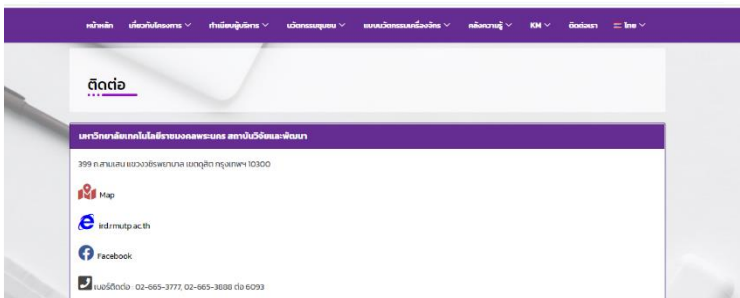 หน้าหลัก เกี่ยวกับโครงการ ทำเนียบผู้บริหาร นวัตกรรมชุมชน แบบนวัตกรรมเครื่องจักร คลังความรู้ KM ติดต่อเรา ไทย
ติดต่อ
มหาวิทยาลัยเทคโนโลยีราชมงคลพระนคร สถาบันวิจัยและพัฒนา
399 ถ.สามเสน แขวงวชิรพยาบาล เขตดุสิต กรุงเทพฯ 10300
Map
ird.rmutp.ac.th
Facebook
เบอร์ติดต่อ : 02-665-3777, 02-665-3888 ต่อ 6093